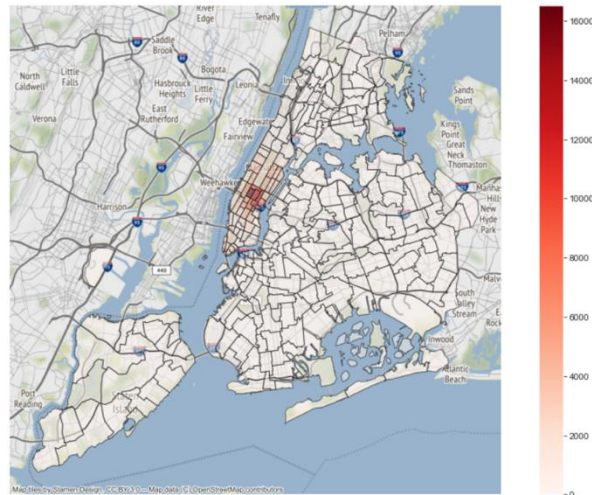 River
Edge
Tenafly
Pelham
Saddle
Brook
Bogota
North
Caldwell
Little
Falls
Hasbrouck
Heights
Little
Ferry
Leonia
Sands
Point
East
Rutherford
Edgewater
Verona
Fairview
Kings
Point
Great
Neck
Thomaston
Harrison
New
Hyde
Park
440
South
Valley
Stream
Inwood
Atlantic
Beach
Port
Reading
Map tiles by Stamen Design, CC BY 3.0 -- Map data (C) OpenStreetMap contributors
16000
14000
12000
10000
8000
6000
4000
2000
0